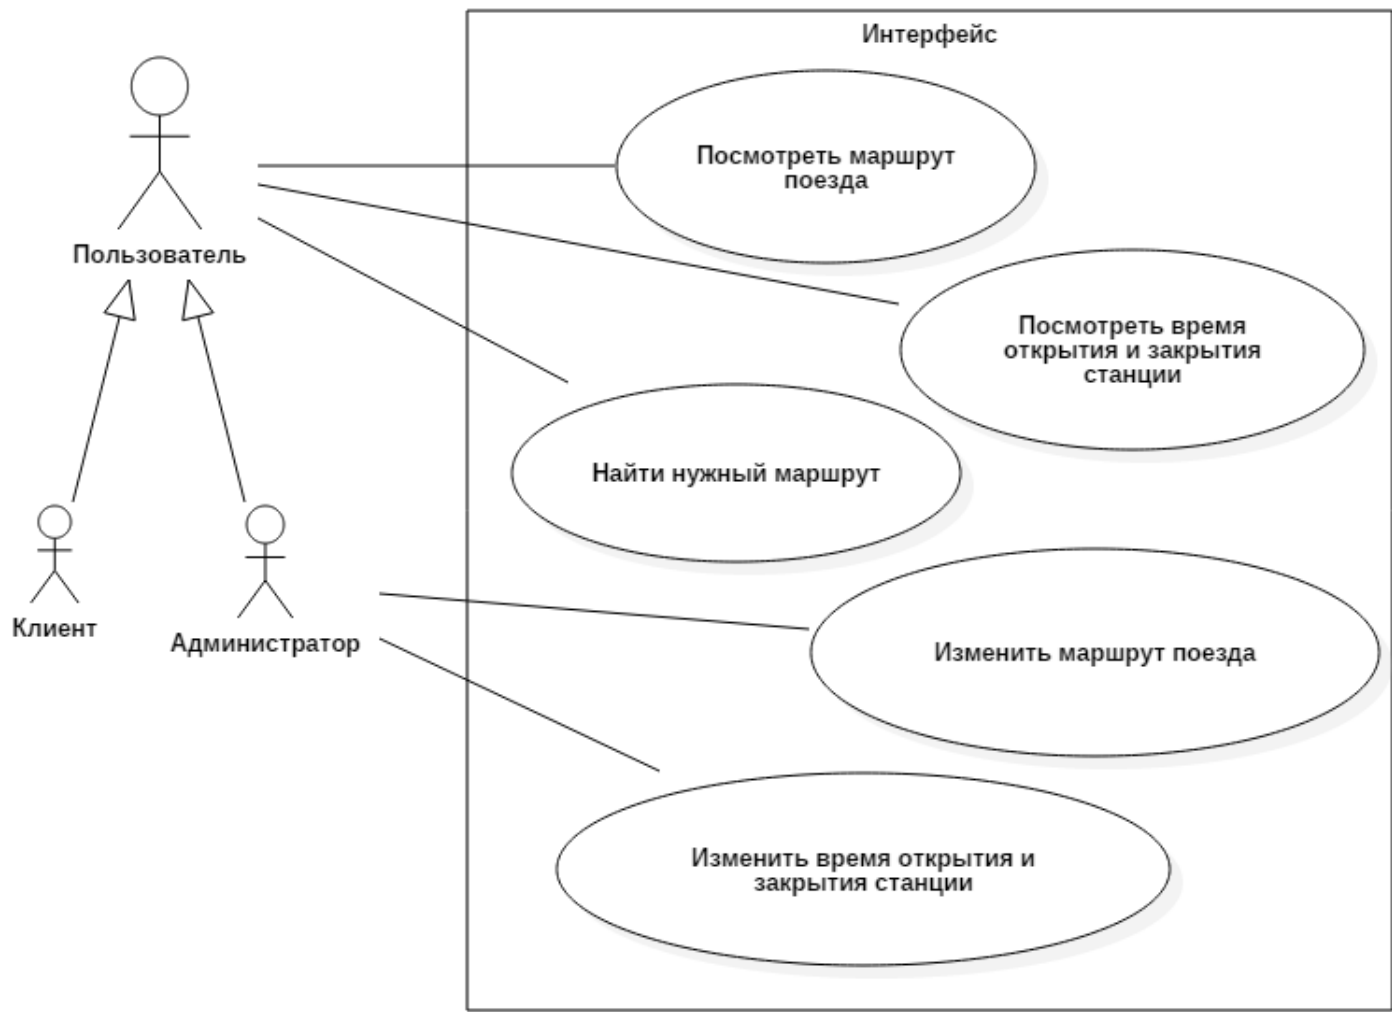 Интерфейс
Посмотреть маршрут
поезда
Пользователь
Посмотреть время
открытия и закрытия
станции
Найти нужный маршрут
Клиент
Администратор
Изменить маршрут поезда
Изменить время открытия и
закрытия станции